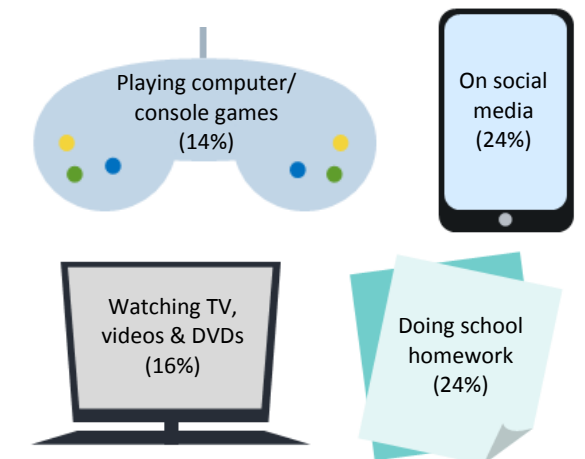 Playing computer/
console games
(14%)
On social
media
(24%)
Watching TV,
videos & DVDs
(16%)
Doing school
homework
(24%)